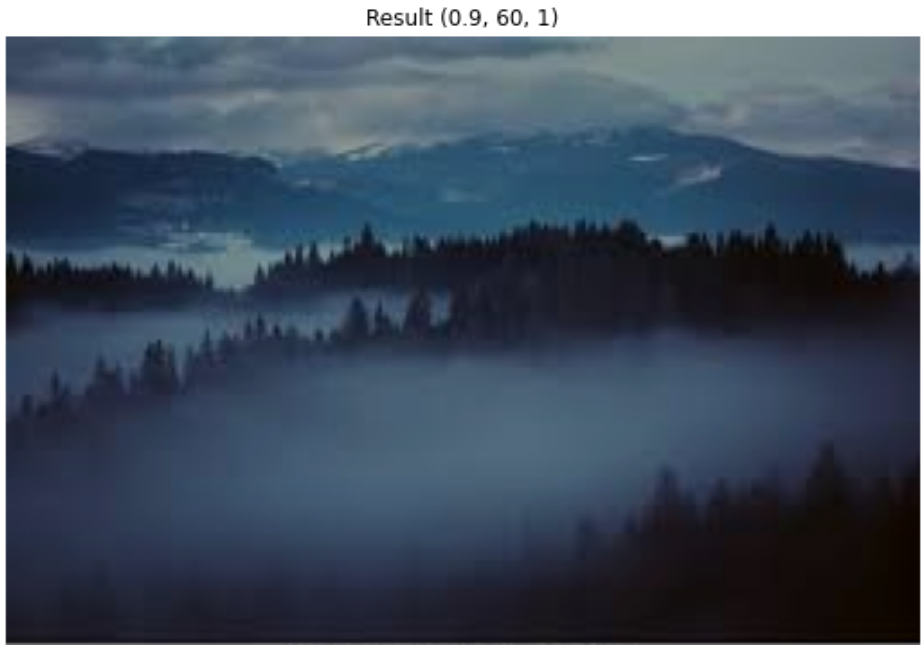 Result (0.9, 60, 1)